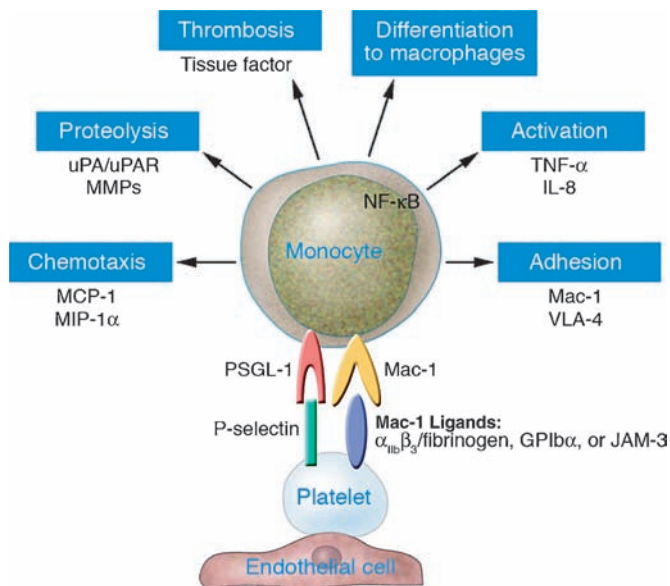 Thrombosis
Tissue factor
Differentiation
to macrophages
Proteolysis
uPA/uPAR
MMPs
Activation
TNF-α
IL-8
NF-κB
Monocyte
Chemotaxis
MCP-1
MIP-1α
Adhesion
Mac-1
VLA-4
PSGL-1
Mac-1
P-selectin
Mac-1 Ligands:
αIIbβ3/fibrinogen, GPIbα, or JAM-3
Platelet
Endothelial cell